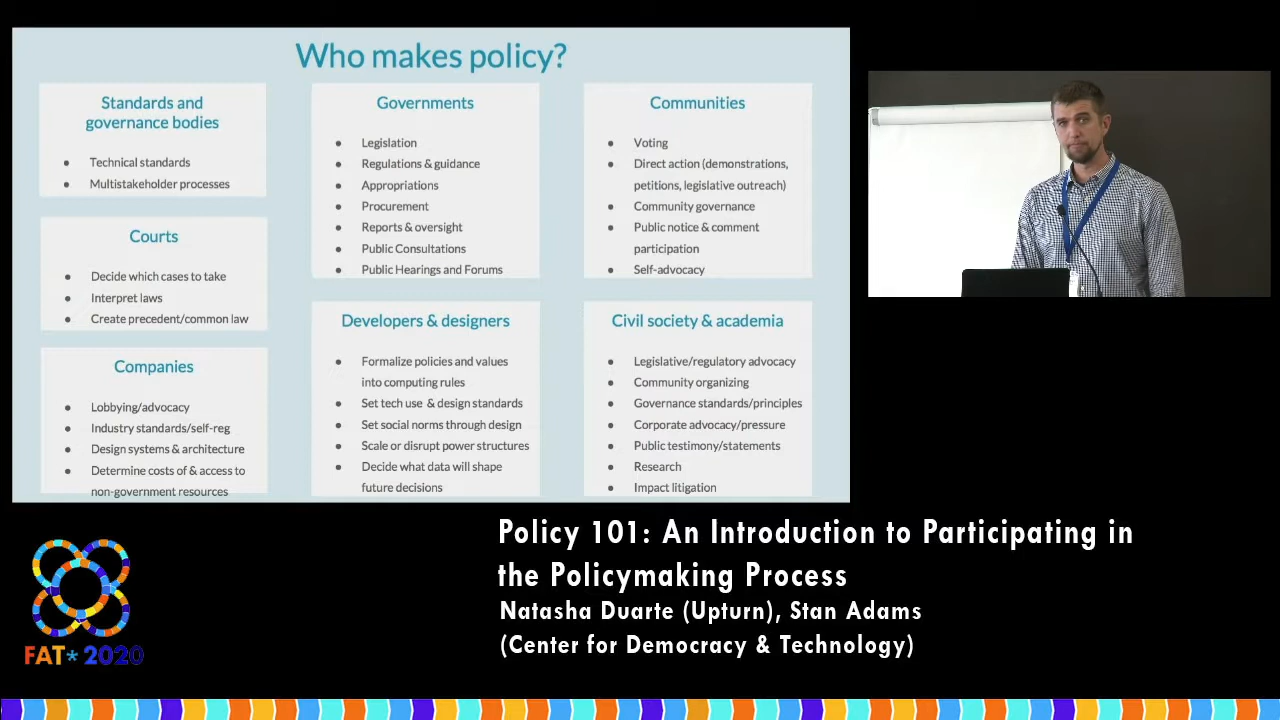 Who makes policy?
Standards and
governance bodies
● Technical standards
● Multistakeholder processes
Courts
● Decide which cases to take
● Interpret laws
● Create precedent/common law
Companies
● Lobbying/advocacy
● Industry standards/self-reg
● Design systems & architecture
● Determine costs of & access to
non-government resources
Governments
● Legislation
● Regulations & guidance
● Appropriations
● Procurement
● Reports & oversight
● Public Consultations
● Public Hearings and Forums
Developers & designers
● Formalize policies and values
into computing rules
● Set tech use & design standards
● Set social norms through design
● Scale or disrupt power structures
● Decide what data will shape
future decisions
Communities
● Voting
● Direct action (demonstrations,
petitions, legislative outreach)
● Community governance
● Public notice & comment
participation
● Self-advocacy
Civil society & academia
● Legislative/regulatory advocacy
● Community organizing
● Governance standards/principles
● Corporate advocacy/pressure
● Public testimony/statements
● Research
● Impact litigation
Policy 101: An Introduction to Participating in
the Policymaking Process
Natasha Duarte (Upturn), Stan Adams
(Center for Democracy & Technology)
FAT* 2020